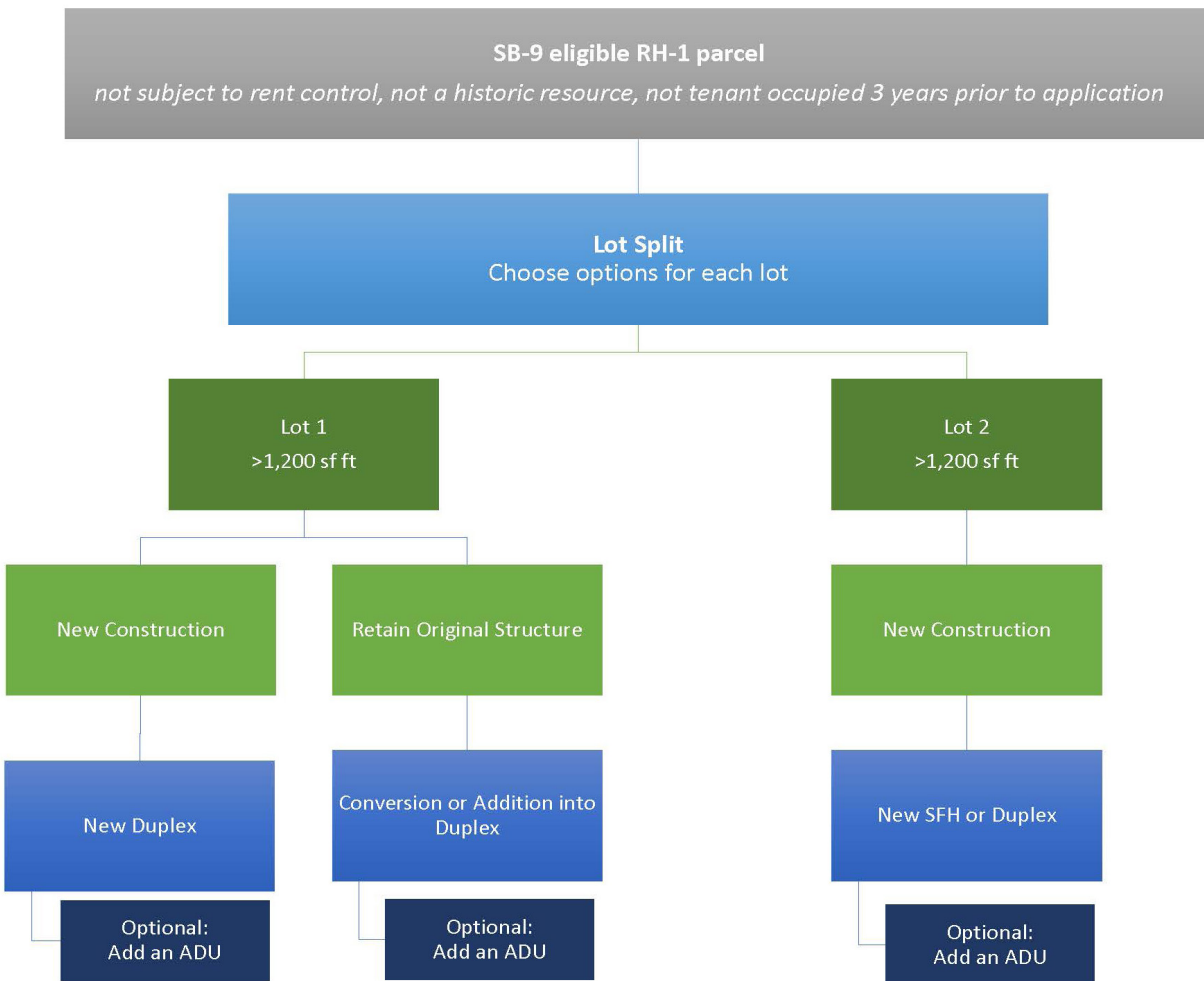 SB-9 eligible RH-1 parcel
not subject to rent control, not a historic resource, not tenant occupied 3 years prior to application
Lot Split
Choose options for each lot
Lot 1
>1,200 sf ft
Lot 2
>1,200 sf ft
New Construction
Retain Original Structure
New Construction
New Duplex
Conversion or Addition into
Duplex
New SFH or Duplex
Optional:
Add an ADU
Optional:
Add an ADU
Optional:
Add an ADU